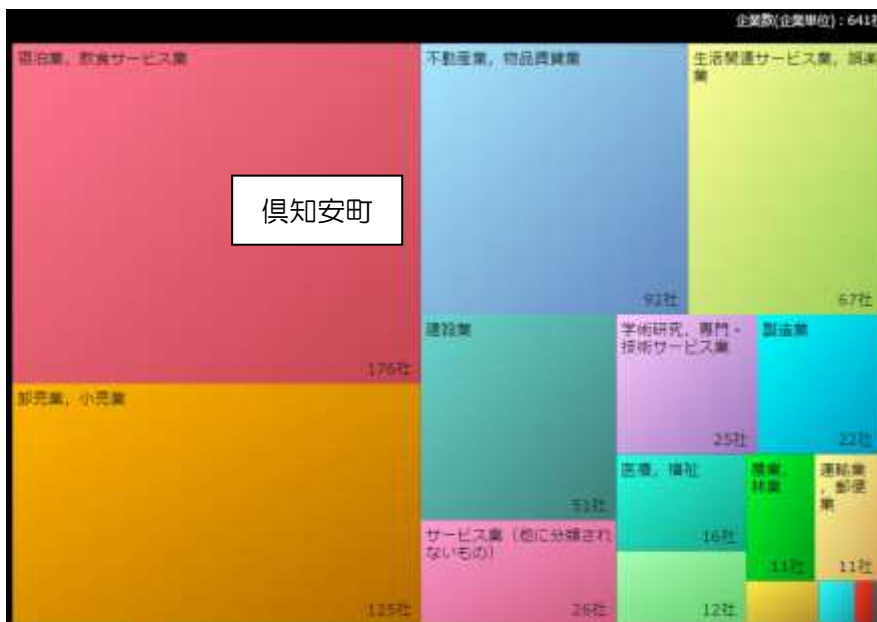 企業数(企業単位)：641社
宿泊業，飲食サービス業
176社
倶知安町
卸売業，小売業
125社
不動産業，物品賃貸業
92社
生活関連サービス業，娯楽
業
67社
建設業
51社
学術研究，専門・
技術サービス業
25社
製造業
22社
サービス業（他に分類され
ないもの）
26社
医療，福祉
16社
12社
農業，
林業
11社
運輸業
，郵便
業
11社